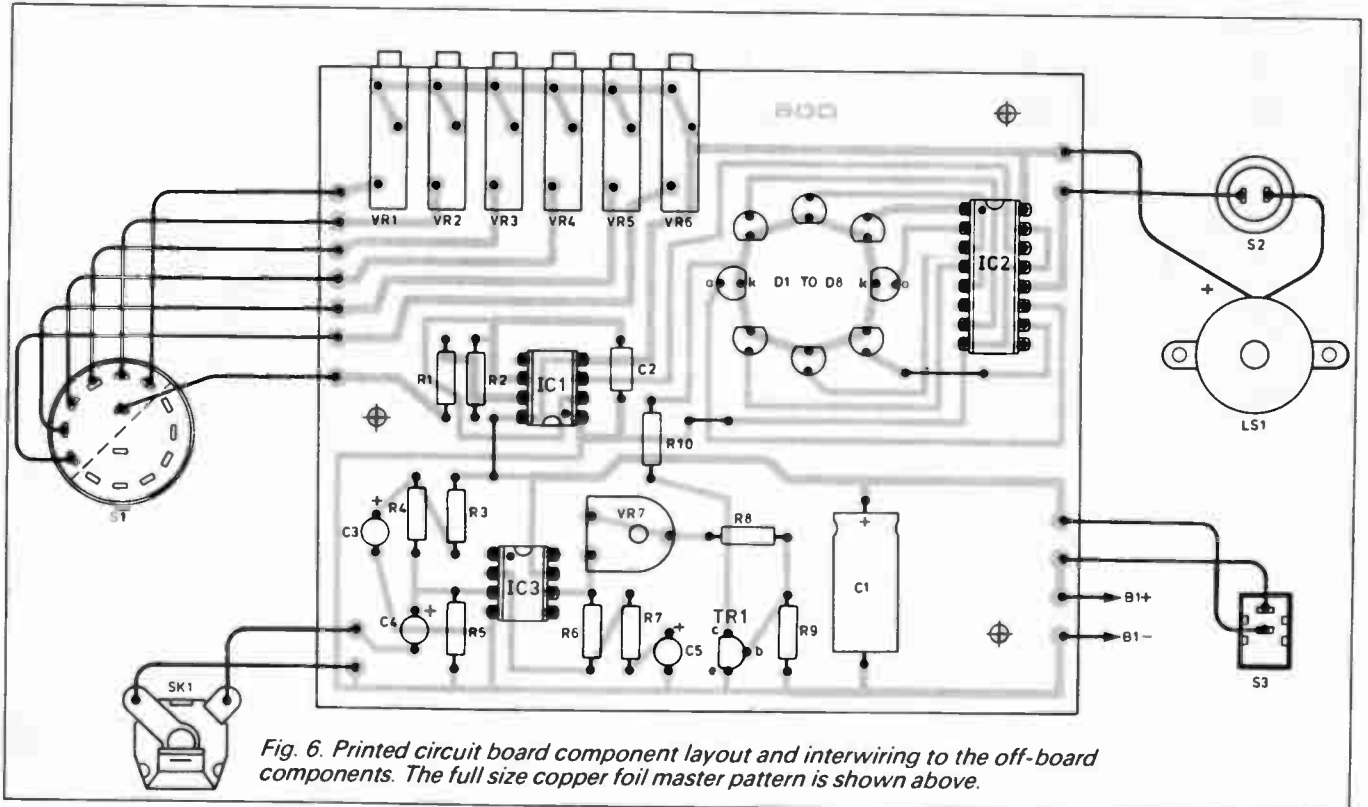 VR1 VR2 VR3 VR4 VR5 VR6
S2
IC2
a k D1 TO D8 k a
+
LS1
R1 R2 IC1 C2
R10
S1
+ R4 R3
C3
VR7
R8
+
C1
IC3
B1+
B1-
C4 + R5
R6 R7
+ C5
TR1
c
b
e
R9
S3
SK1
Fig. 6. Printed circuit board component layout and interwiring to the off-board
components. The full size copper foil master pattern is shown above.